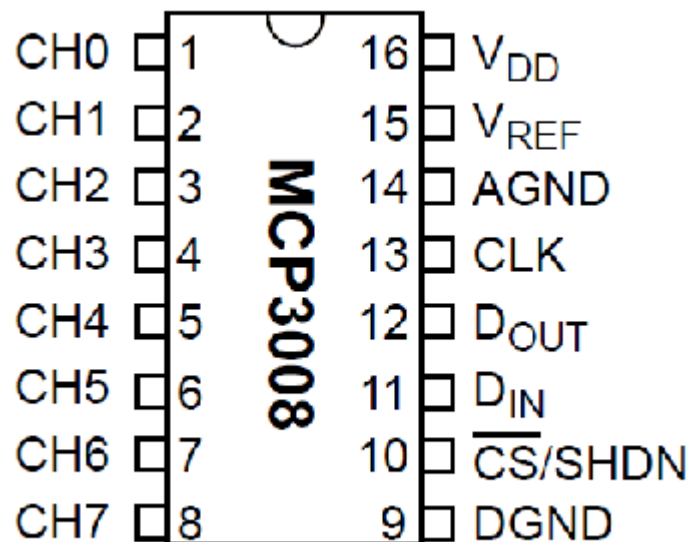 CH0 1 16 VDD
CH1 2 15 VREF
CH2 3 14 AGND
CH3 4 13 CLK
CH4 5 12 DOUT
CH5 6 11 DIN
CH6 7 10 CS/SHDN
CH7 8 9 DGND
MCP3008